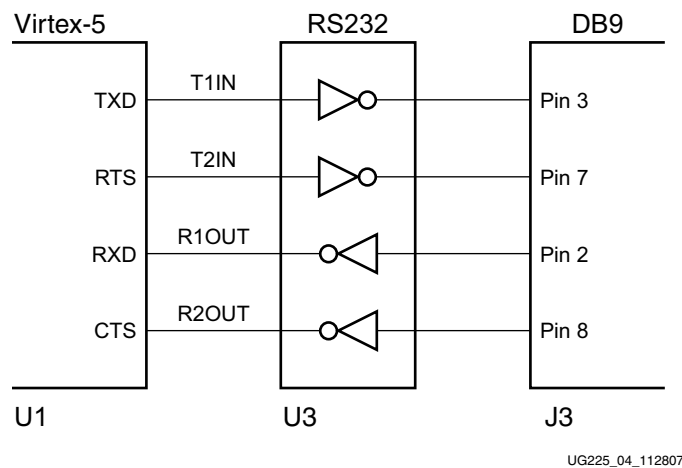 Virtex-5 RS232 DB9
TXD T1IN Pin 3
RTS T2IN Pin 7
RXD R1OUT Pin 2
CTS R2OUT Pin 8
U1 U3 J3
UG225_04_112807